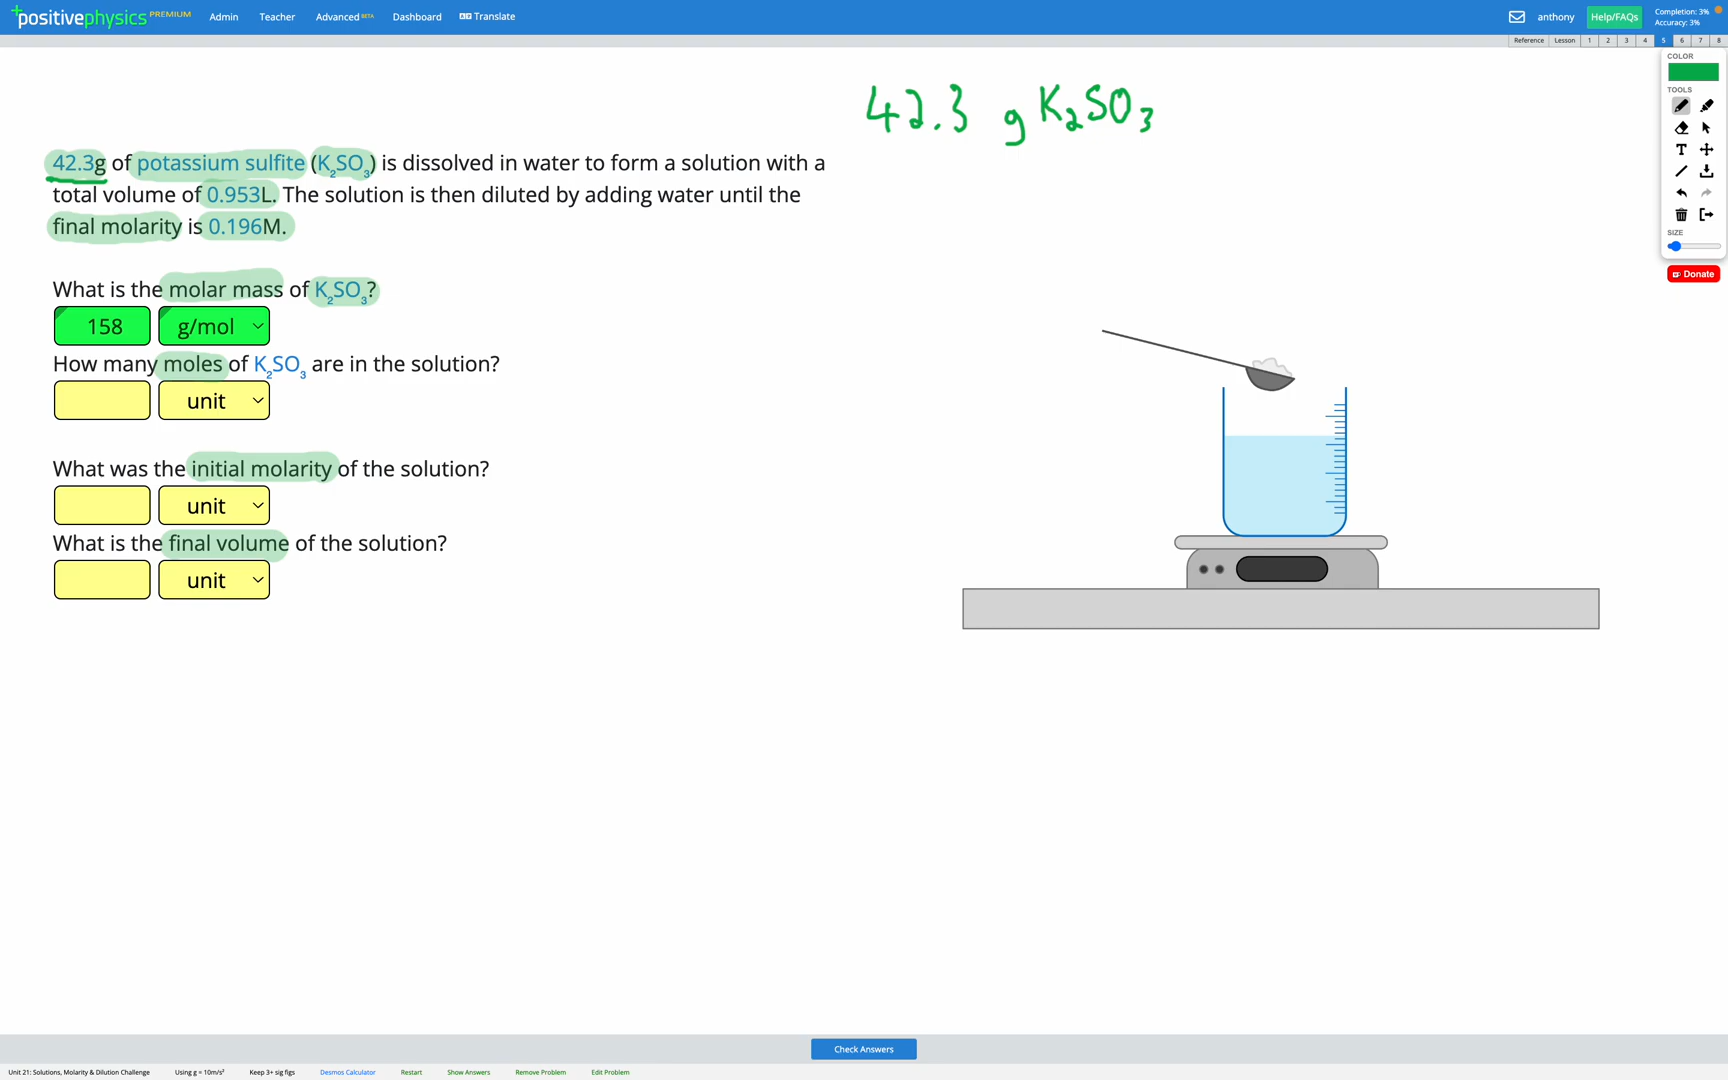 positivephysics PREMIUM Admin Teacher Advanced BETA Dashboard Translate anthony Help/FAQs Completion: 3%
Accuracy: 3%
Reference Lesson 1 2 3 4 5 6 7 8
COLOR
TOOLS
T
SIZE
Donate
42.3 g K₂SO₃
42.3g of potassium sulfite (K₂SO₃) is dissolved in water to form a solution with a
total volume of 0.953L. The solution is then diluted by adding water until the
final molarity is 0.196M.
What is the molar mass of K₂SO₃?
158 g/mol
How many moles of K₂SO₃ are in the solution?
unit
What was the initial molarity of the solution?
unit
What is the final volume of the solution?
unit
Check Answers
Unit 21: Solutions, Molarity & Dilution Challenge Using g = 10m/s² Keep 3+ sig figs Desmos Calculator Restart Show Answers Remove Problem Edit Problem